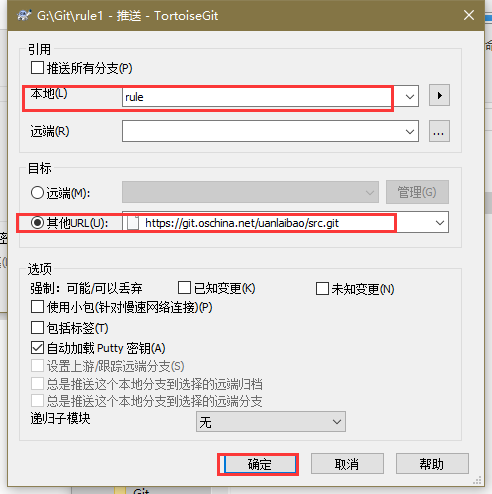 G:\Git\rule1 - 推送 - TortoiseGit
引用
推送所有分支(P)
本地(L)
rule
远端(R)
...
目标
远端(M):
管理(G)
其他URL(U):
https://git.oschina.net/uanlaibao/src.git
选项
强制：可能/可以丢弃
已知变更(K)
未知变更(N)
使用小包(针对慢速网络连接)(P)
包括标签(T)
自动加载 Putty 密钥(A)
设置上游/跟踪远端分支(S)
总是推送这个本地分支到选择的远端归档
总是推送这个本地分支到选择的远端分支
递归子模块
无
确定
取消
帮助
Git